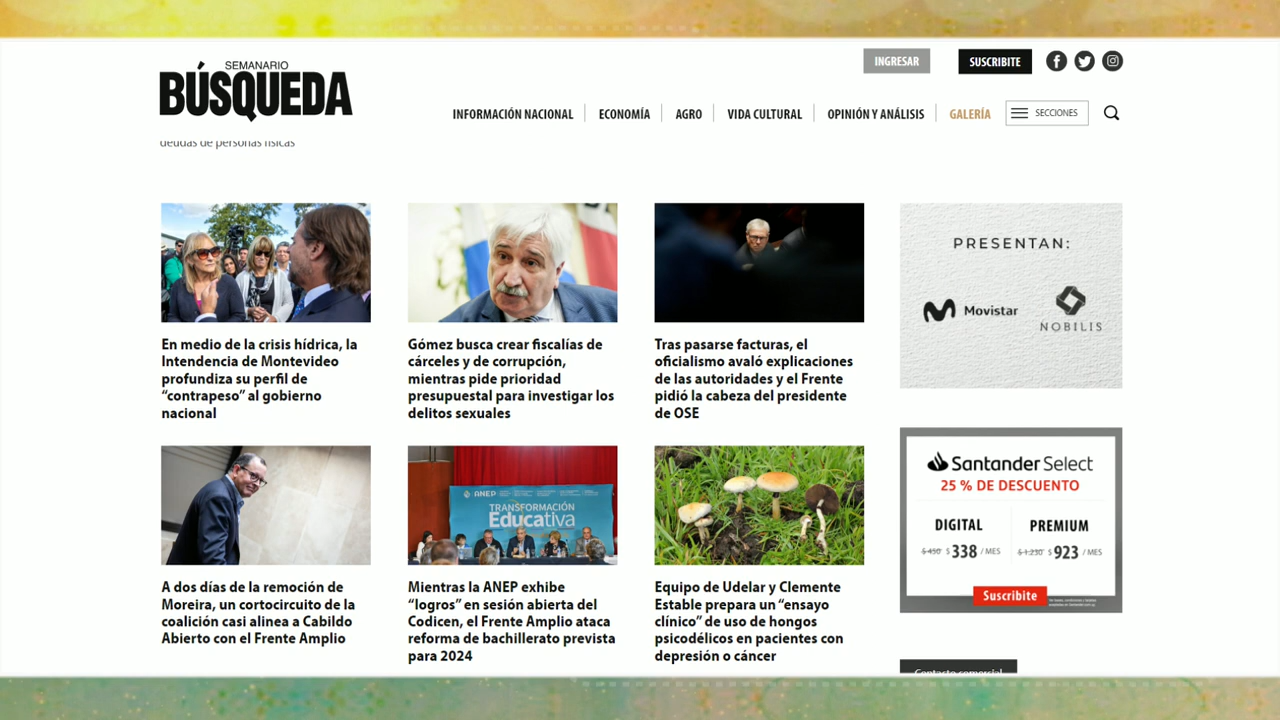 SEMANARIO
BÚSQUEDA
INGRESAR
SUSCRIBITE
INFORMACIÓN NACIONAL
ECONOMÍA
AGRO
VIDA CULTURAL
OPINIÓN Y ANÁLISIS
GALERÍA
SECCIONES
deudas de personas físicas
En medio de la crisis hídrica, la
Intendencia de Montevideo
profundiza su perfil de
“contrapeso” al gobierno
nacional
Gómez busca crear fiscalías de
cárceles y de corrupción,
mientras pide prioridad
presupuestal para investigar los
delitos sexuales
Tras pasarse facturas, el
oficialismo avaló explicaciones
de las autoridades y el Frente
pidió la cabeza del presidente
de OSE
PRESENTAN:
Movistar
NOBILIS
ANEP
TRANSFORMACIÓN
Educativa
A dos días de la remoción de
Moreira, un cortocircuito de la
coalición casi alinea a Cabildo
Abierto con el Frente Amplio
Mientras la ANEP exhibe
“logros” en sesión abierta del
Codicen, el Frente Amplio ataca
reforma de bachillerato prevista
para 2024
Equipo de Udelar y Clemente
Estable prepara un “ensayo
clínico” de uso de hongos
psicodélicos en pacientes con
depresión o cáncer
Santander Select
25 % DE DESCUENTO
DIGITAL
$ 450 $ 338 / MES
PREMIUM
$ 1.230 $ 923 / MES
Suscribite
Contacto comercial